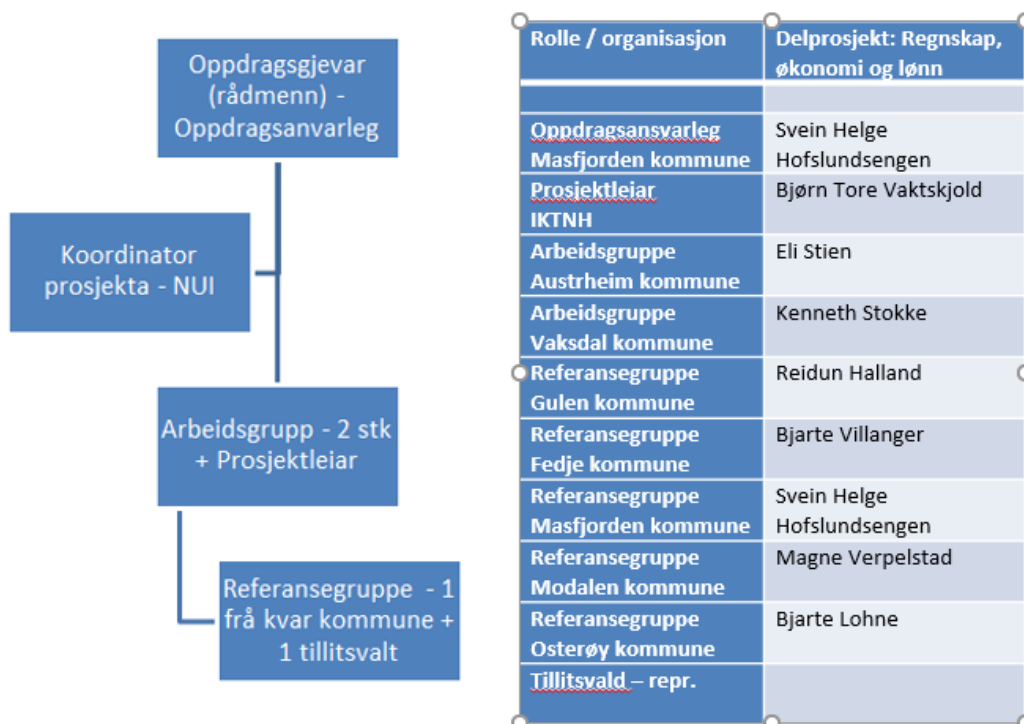 Oppdragsgjevar
(rådmenn) -
Oppdragsanvarleg
Koordinator
prosjekta - NUI
Arbeidsgrupp - 2 stk
+ Prosjektleiar
Referansegruppe - 1
frå kvar kommune +
1 tillitsvalt
Rolle / organisasjon
Delprosjekt: Regnskap,
økonomi og lønn
Oppdragsansvarleg
Masfjorden kommune
Svein Helge
Hofslundsengen
Prosjektleiar
IKTNH
Bjørn Tore Vaktskjold
Arbeidsgruppe
Austrheim kommune
Eli Stien
Arbeidsgruppe
Vaksdal kommune
Kenneth Stokke
Referansegruppe
Gulen kommune
Reidun Halland
Referansegruppe
Fedje kommune
Bjarte Villanger
Referansegruppe
Masfjorden kommune
Svein Helge
Hofslundsengen
Referansegruppe
Modalen kommune
Magne Verpelstad
Referansegruppe
Osterøy kommune
Bjarte Lohne
Tillitsvald – repr.